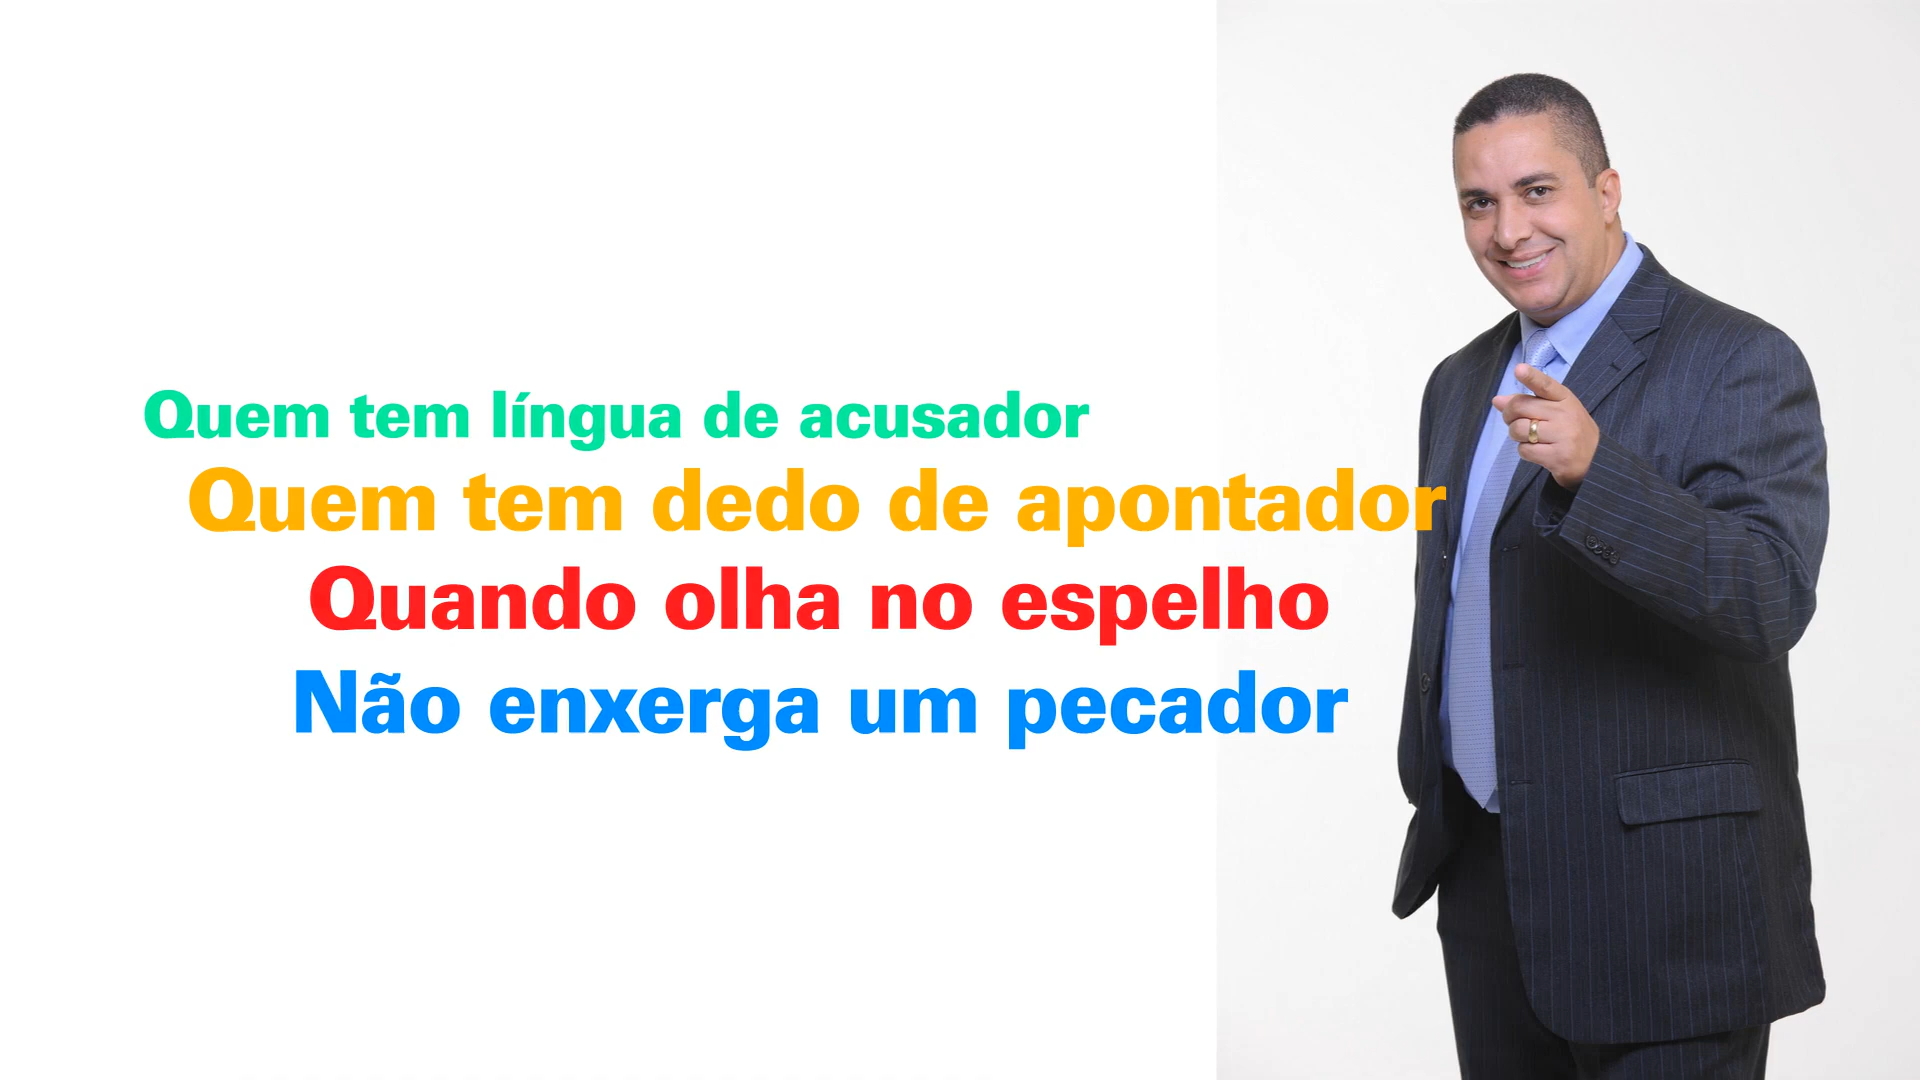 Quem tem língua de acusador
Quem tem dedo de apontador
Quando olha no espelho
Não enxerga um pecador